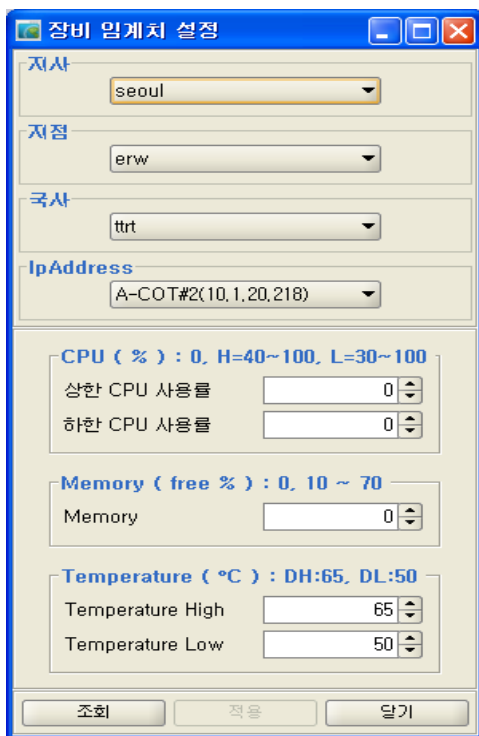 장비 임계치 설정
지사
seoul
지점
erw
국사
ttrt
IpAddress
A-COT#2(10,1,20,218)
CPU ( % ) : 0, H=40~100, L=30~100
상한 CPU 사용률 0
하한 CPU 사용률 0
Memory ( free % ) : 0, 10 ~ 70
Memory 0
Temperature ( °C ) : DH:65, DL:50
Temperature High 65
Temperature Low 50
조회 적용 닫기